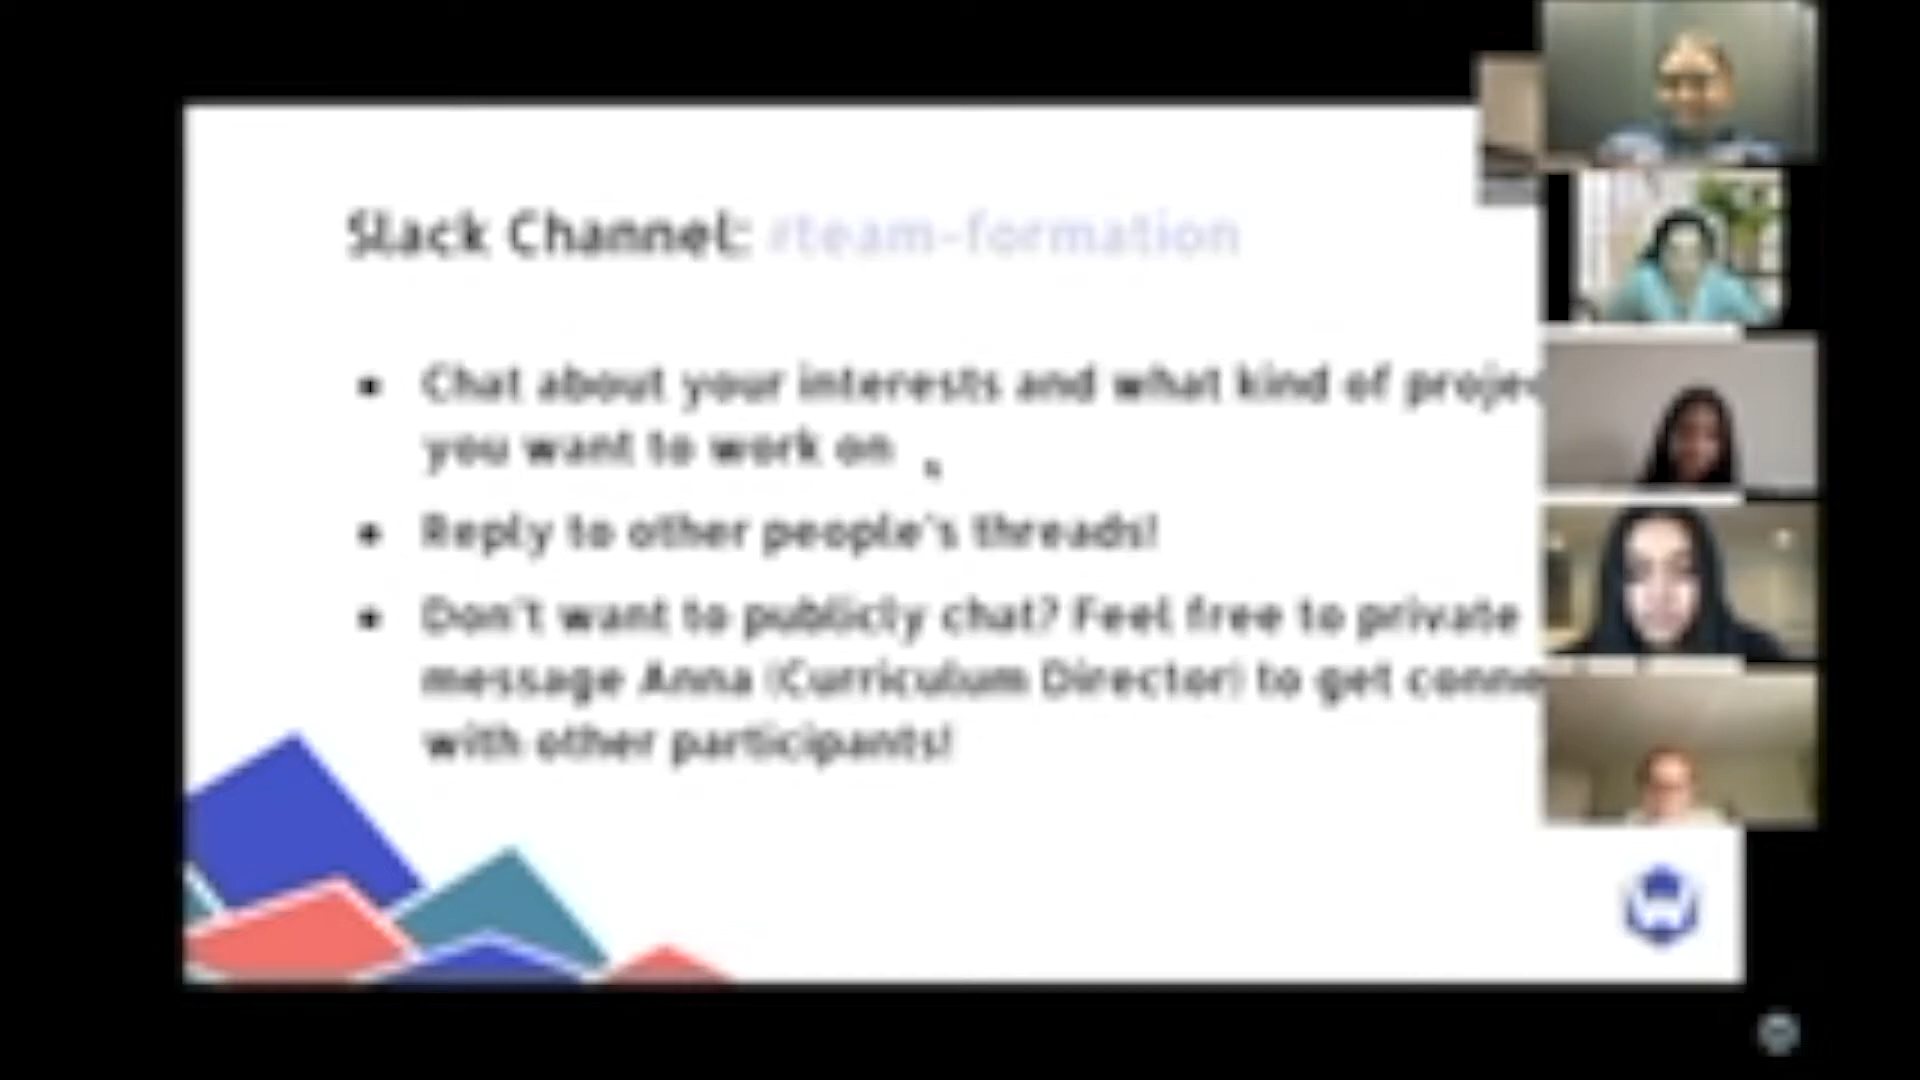 Slack Channel: #team-formation
Chat about your interests and what kind of projec
you want to work on
Reply to other people's threads!
Don't want to publicly chat? Feel free to private
message Anna (Curriculum Director) to get conne
with other participants!